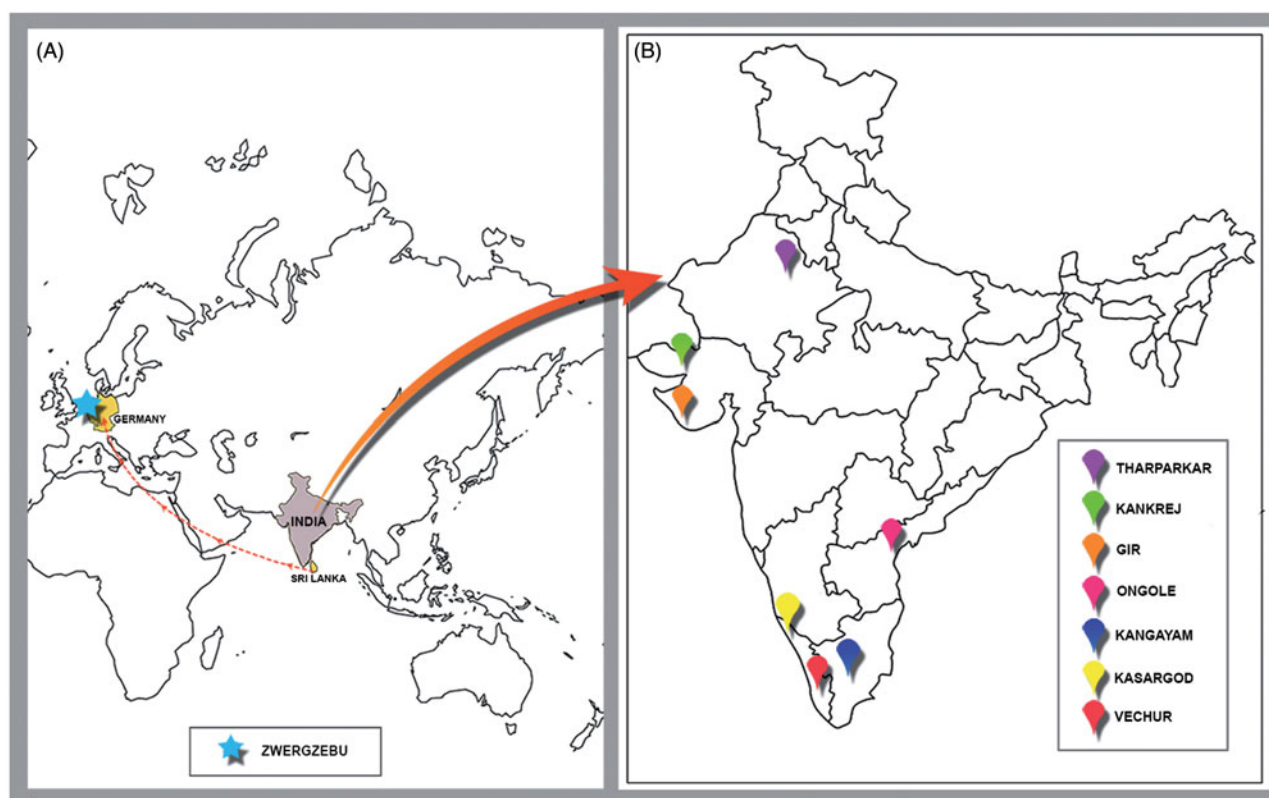 (A)
GERMANY
INDIA
SRI LANKA
ZWERGZEBU
(B)
THARPARKAR
KANKREJ
GIR
ONGOLE
KANGAYAM
KASARGOD
VECHUR